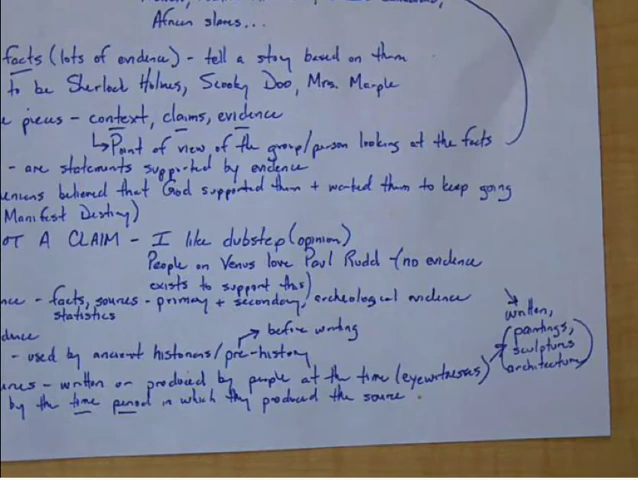 African slaves...
facts (lots of evidence) - tell a story based on them
to be Sherlock Holmes, Scooby Doo, Mrs. Marple
pieces - context, claims, evidence
↳ Point of view of the group/person looking at the facts
- are statements supported by evidence
believed that God supported them + wanted them to keep going
Manifest Destiny)
OT A CLAIM - I like dubstep (opinion)
People on Venus love Paul Rudd - (no evidence
exists to support this)
nce - facts, sources - primary + secondary, archeological evidence
statistics
→ before writing
- used by ancient historians/pre-history
- written or produced by people at the time (eyewitnesses) →
written,
paintings,
sculptures
architecture)
by the time period in which they produced the source.